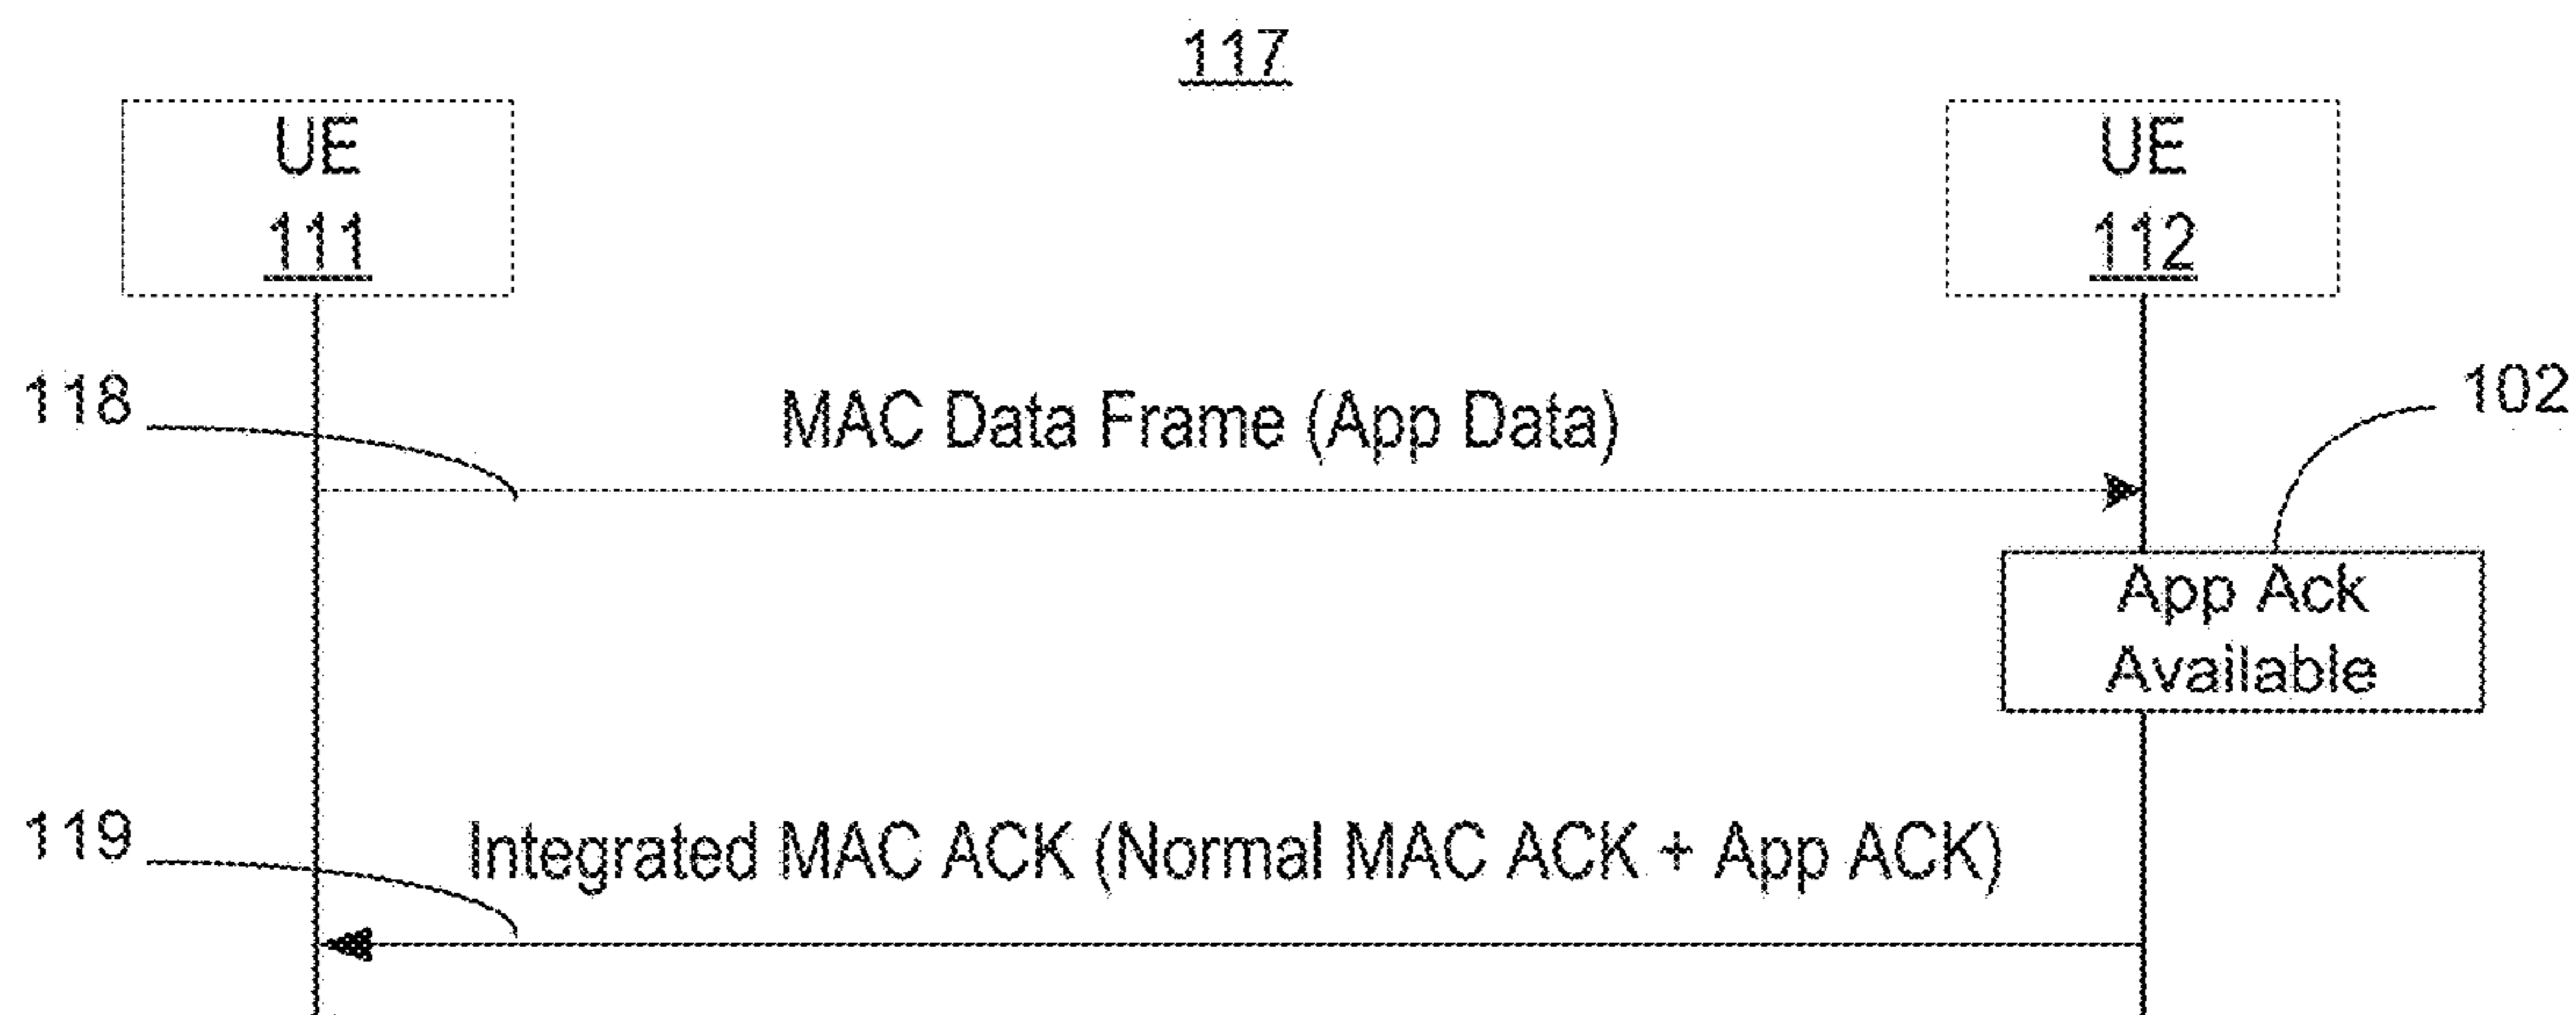 117
UE
111
UE
112
118
MAC Data Frame (App Data)
102
App Ack
Available
119
Integrated MAC ACK (Normal MAC ACK + App ACK)